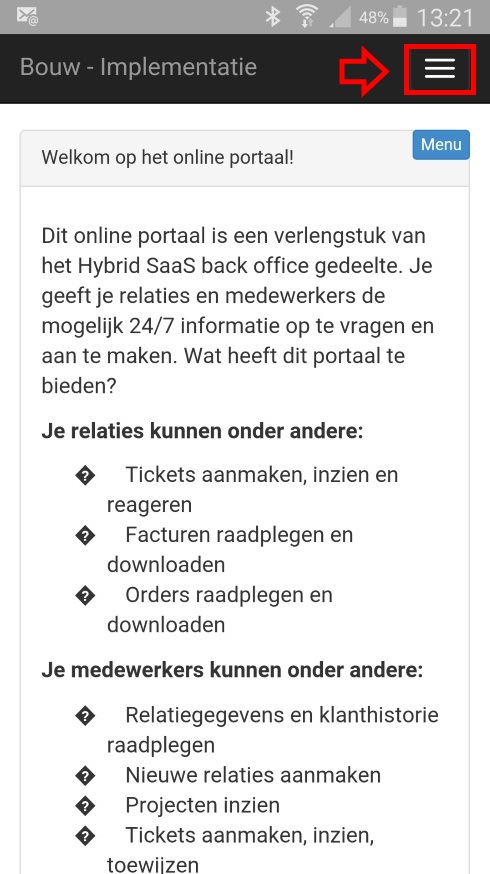 48% 13:21
Bouw - Implementatie
Welkom op het online portaal!
Menu
Dit online portaal is een verlengstuk van
het Hybrid SaaS back office gedeelte. Je
geeft je relaties en medewerkers de
mogelijk 24/7 informatie op te vragen en
aan te maken. Wat heeft dit portaal te
bieden?
Je relaties kunnen onder andere:
� Tickets aanmaken, inzien en
reageren
� Facturen raadplegen en
downloaden
� Orders raadplegen en
downloaden
Je medewerkers kunnen onder andere:
� Relatiegegevens en klanthistorie
raadplegen
� Nieuwe relaties aanmaken
� Projecten inzien
� Tickets aanmaken, inzien,
toewijzen